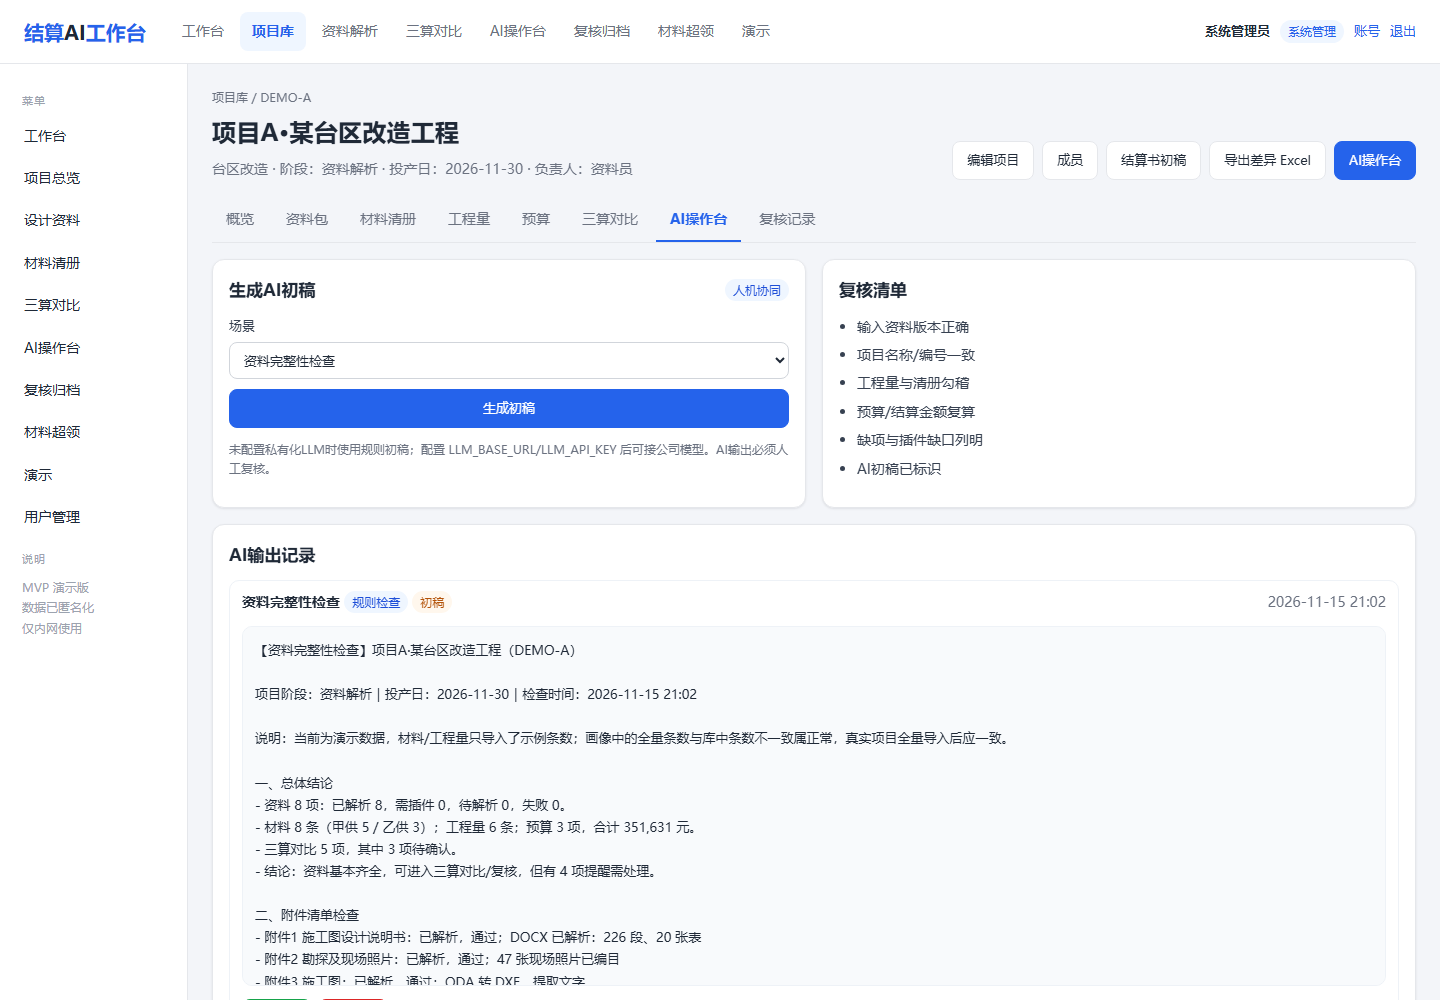 结算AI工作台
工作台 项目库 资料解析 三算对比 AI操作台 复核归档 材料超领 演示
系统管理员 系统管理 账号 退出
菜单
工作台
项目总览
设计资料
材料清册
三算对比
AI操作台
复核归档
材料超领
演示
用户管理
说明
MVP 演示版
数据已匿名化
仅内网使用
项目库 / DEMO-A
项目A·某台区改造工程
台区改造 · 阶段：资料解析 · 投产日：2026-11-30 · 负责人：资料员
编辑项目 成员 结算书初稿 导出差异 Excel AI操作台
概览 资料包 材料清册 工程量 预算 三算对比 AI操作台 复核记录
生成AI初稿 人机协同
场景
资料完整性检查
生成初稿
未配置私有化LLM时使用规则初稿；配置 LLM_BASE_URL/LLM_API_KEY 后可接公司模型。AI输出必须人
工复核。
复核清单
输入资料版本正确
项目名称/编号一致
工程量与清册勾稽
预算/结算金额复算
缺项与插件缺口列明
AI初稿已标识
AI输出记录
资料完整性检查 规则检查 初稿 2026-11-15 21:02
【资料完整性检查】项目A·某台区改造工程（DEMO-A）
项目阶段：资料解析 | 投产日：2026-11-30 | 检查时间：2026-11-15 21:02
说明：当前为演示数据，材料/工程量只导入了示例条数；画像中的全量条数与库中条数不一致属正常，真实项目全量导入后应一致。
一、总体结论
- 资料 8 项：已解析 8，需插件 0，待解析 0，失败 0。
- 材料 8 条（甲供 5 / 乙供 3）；工程量 6 条；预算 3 项，合计 351,631 元。
- 三算对比 5 项，其中 3 项待确认。
- 结论：资料基本齐全，可进入三算对比/复核，但有 4 项提醒需处理。
二、附件清单检查
- 附件1 施工图设计说明书：已解析，通过；DOCX 已解析：226 段、20 张表
- 附件2 勘探及现场照片：已解析，通过；47 张现场照片已编目
- 附件3 施工图：已解析，通过；ODA 转 DXF，提取文字